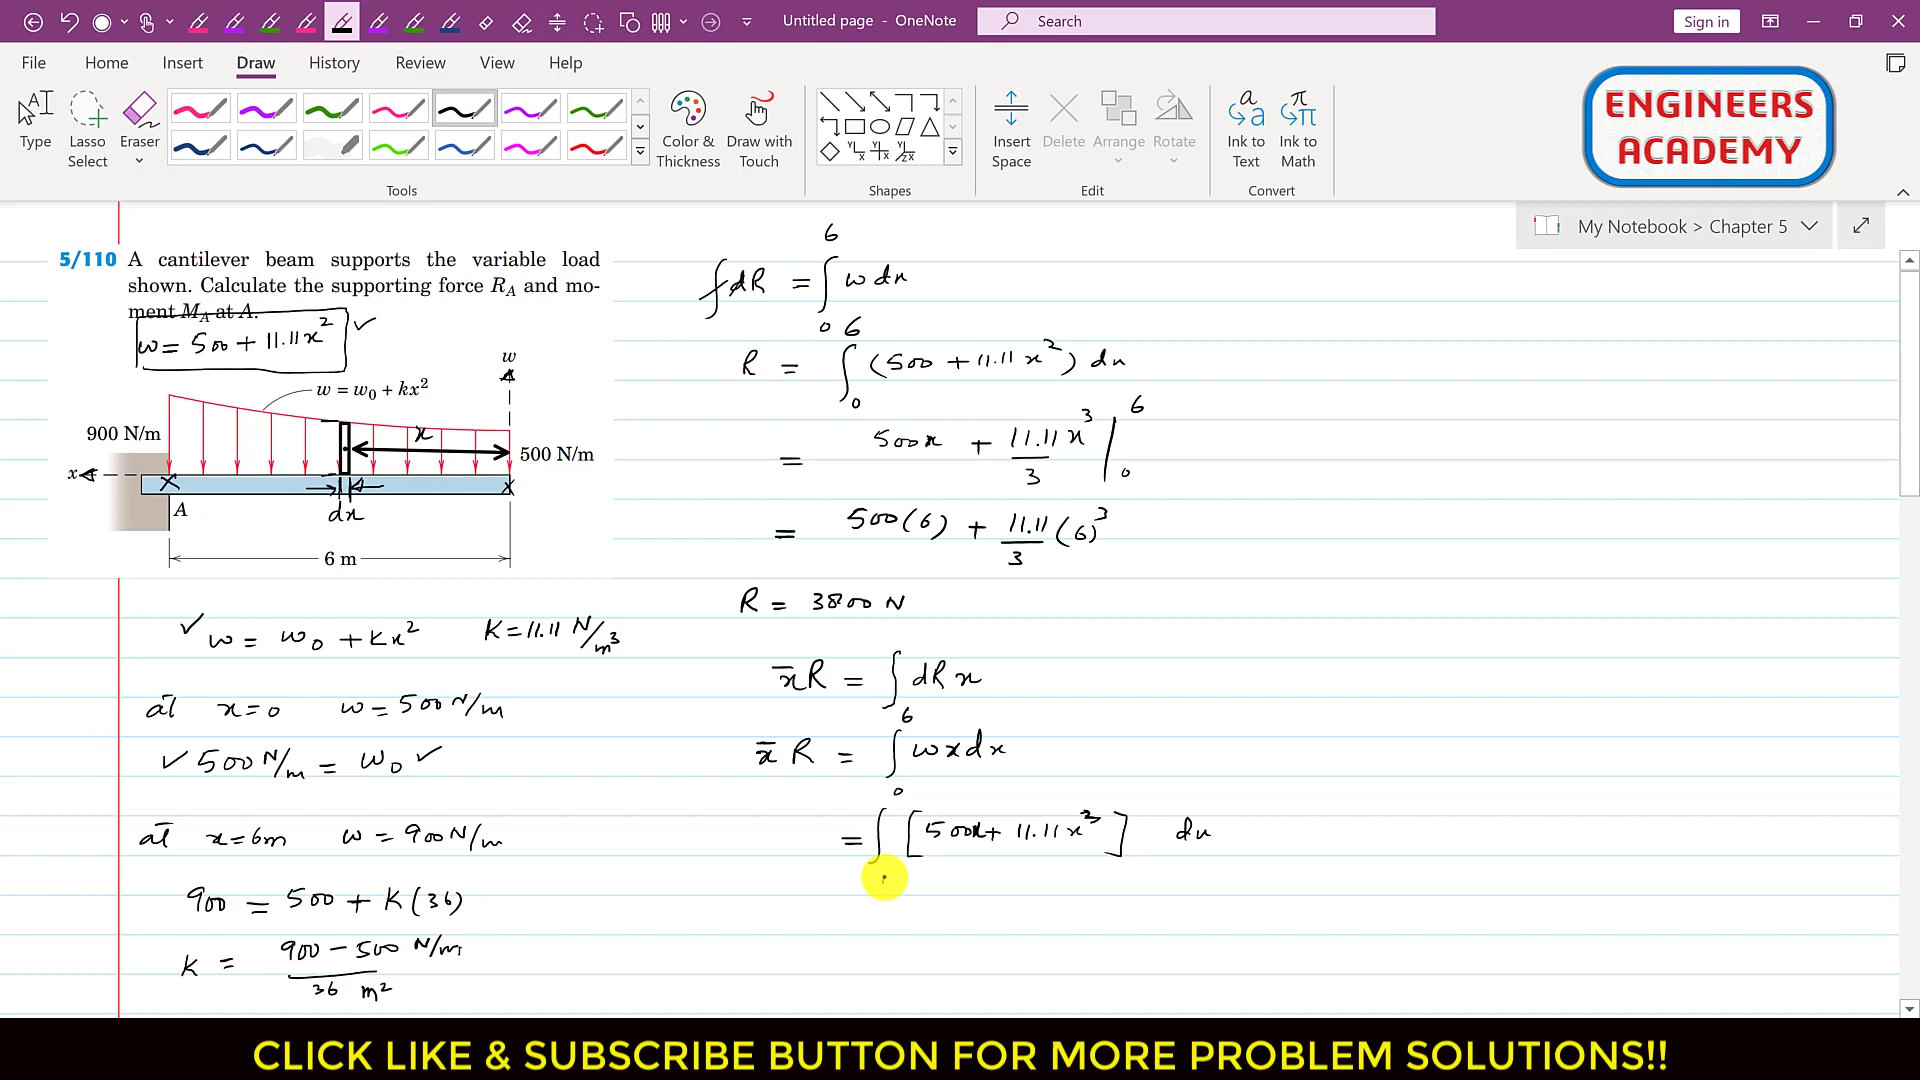 Untitled page - OneNote
Search
Sign in
File Home Insert Draw History Review View Help
Type
Lasso Select
Eraser
Color & Thickness
Draw with Touch
Insert Space
Delete
Arrange
Rotate
Ink to Text
Ink to Math
Tools
Shapes
Edit
Convert
ENGINEERS
ACADEMY
My Notebook > Chapter 5
5/110 A cantilever beam supports the variable load
shown. Calculate the supporting force R_A and mo-
ment M_A at A.
w = 500 + 11.11x² ✓
w
w = w₀ + kx²
900 N/m
x
500 N/m
x
A
dx
6 m
✓ w = w₀ + Kx² K = 11.11 N/m³
at x = 0 w = 500 N/m
✓ 500 N/m = w₀ ✓
at x = 6m w = 900 N/m
900 = 500 + K(36)
K = 900 - 500 N/m / 36 m²
∫dR = ∫₀⁶ w dx
R = ∫₀⁶ (500 + 11.11x²) dx
= 500x + 11.11x³/3 |₀⁶
= 500(6) + 11.11/3 (6)³
R = 3800 N
x̄R = ∫dR x
x̄R = ∫₀⁶ wxdx
= ∫ [500x + 11.11x³] dx
CLICK LIKE & SUBSCRIBE BUTTON FOR MORE PROBLEM SOLUTIONS!!